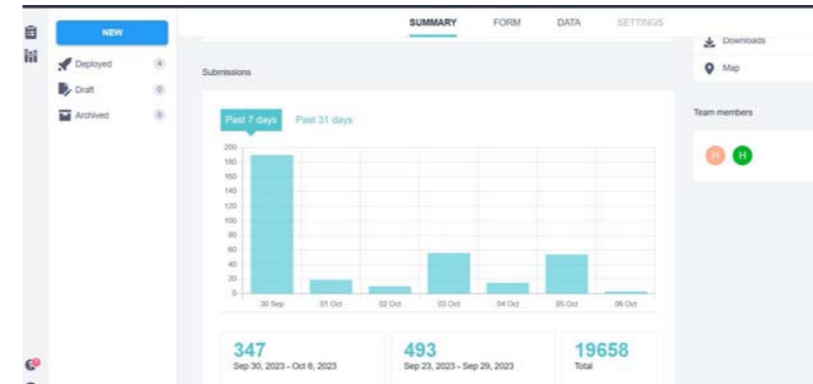 NEW
Deployed 4
Draft 0
Archived 0
SUMMARY FORM DATA SETTINGS
Submissions
Past 7 days Past 31 days
200
180
160
140
120
100
80
60
40
20
0
30 Sep 01 Oct 02 Oct 03 Oct 04 Oct 05 Oct 06 Oct
347
Sep 30, 2023 - Oct 6, 2023
493
Sep 23, 2023 - Sep 29, 2023
19658
Total
Downloads
Map
Team members
H H